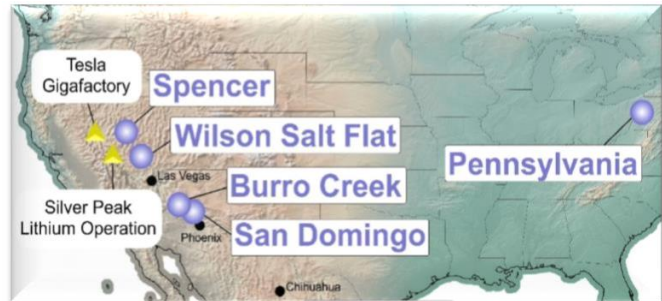 Tesla
Gigafactory
Spencer
Wilson Salt Flat
Pennsylvania
Las Vegas
Burro Creek
Silver Peak
Lithium Operation
Phoenix
San Domingo
Chihuahua